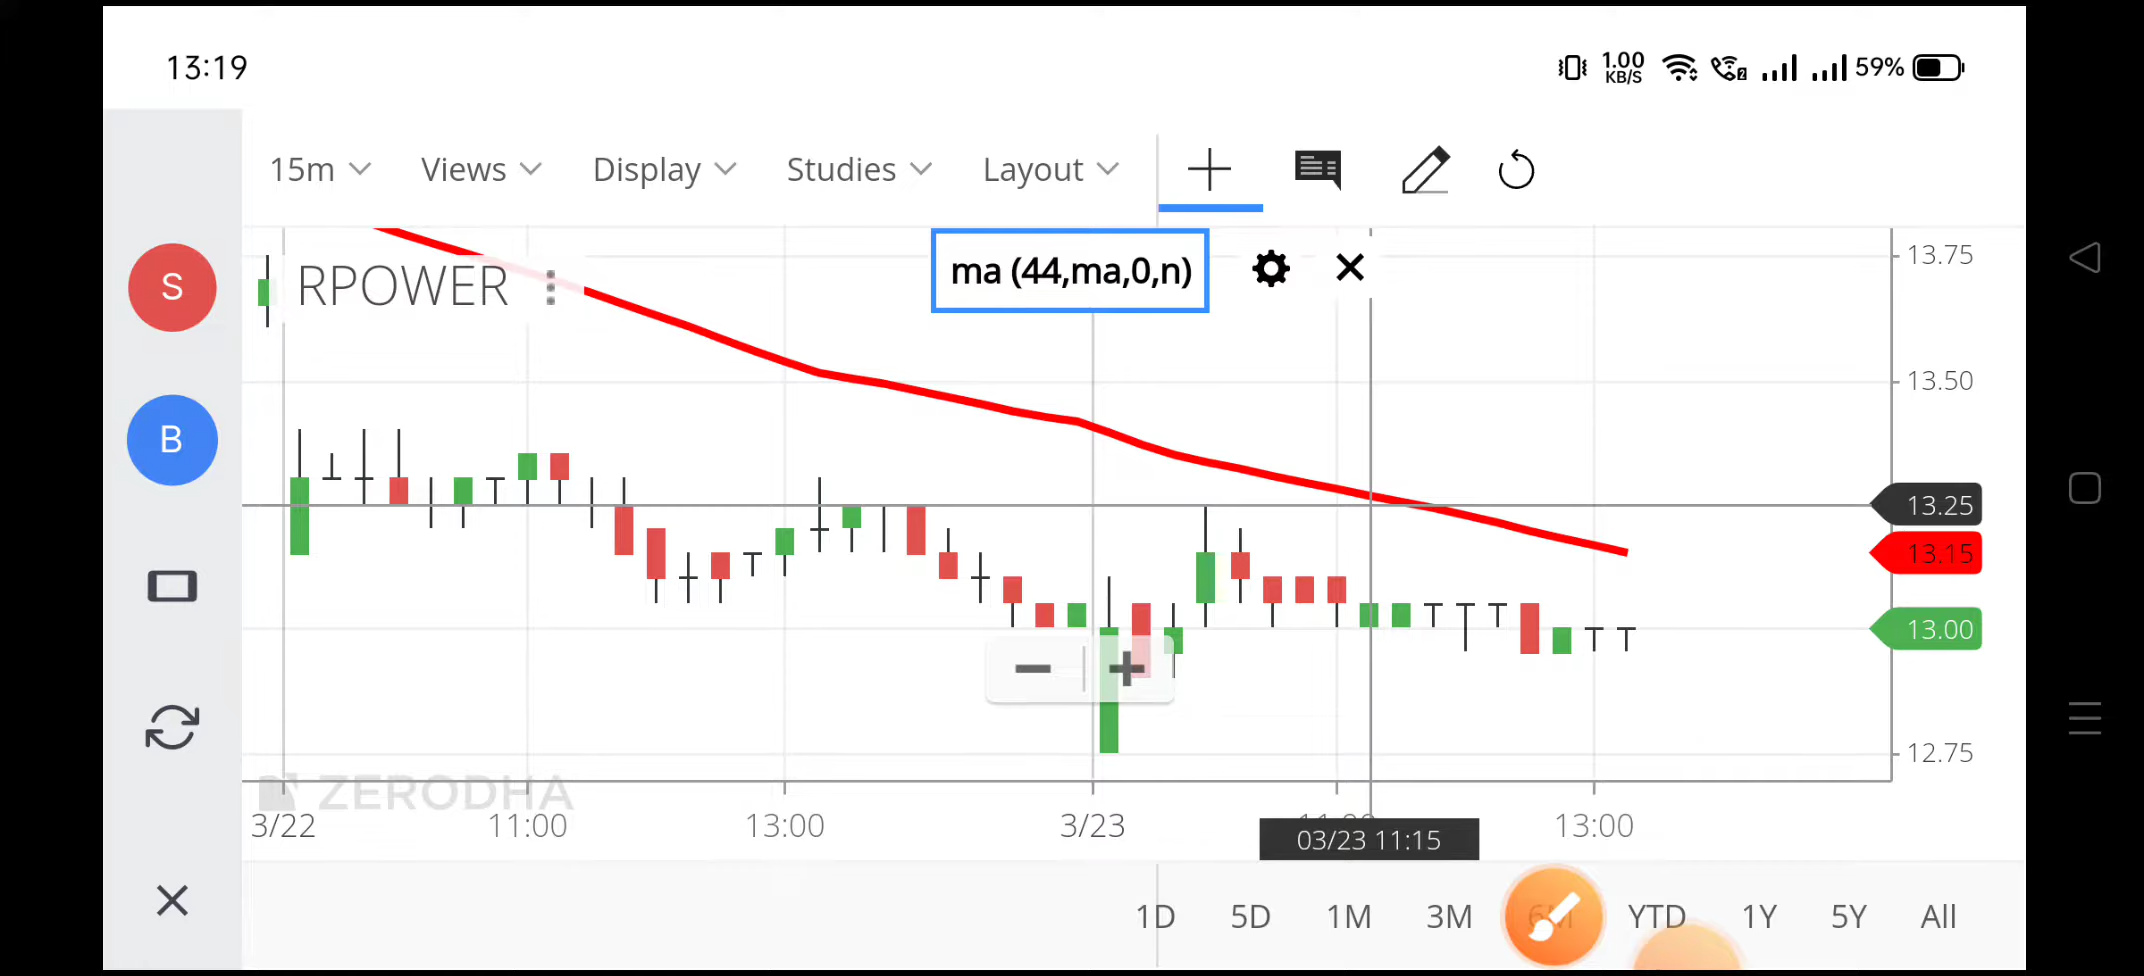 13:19
1.00 KB/S 59%
15m Views Display Studies Layout
S
RPOWER
ma (44,ma,0,n)
13.75
13.50
B
13.25
13.15
13.00
12.75
ZERODHA
3/22 11:00 13:00 3/23 13:00
03/23 11:15
1D 5D 1M 3M 6M YTD 1Y 5Y All